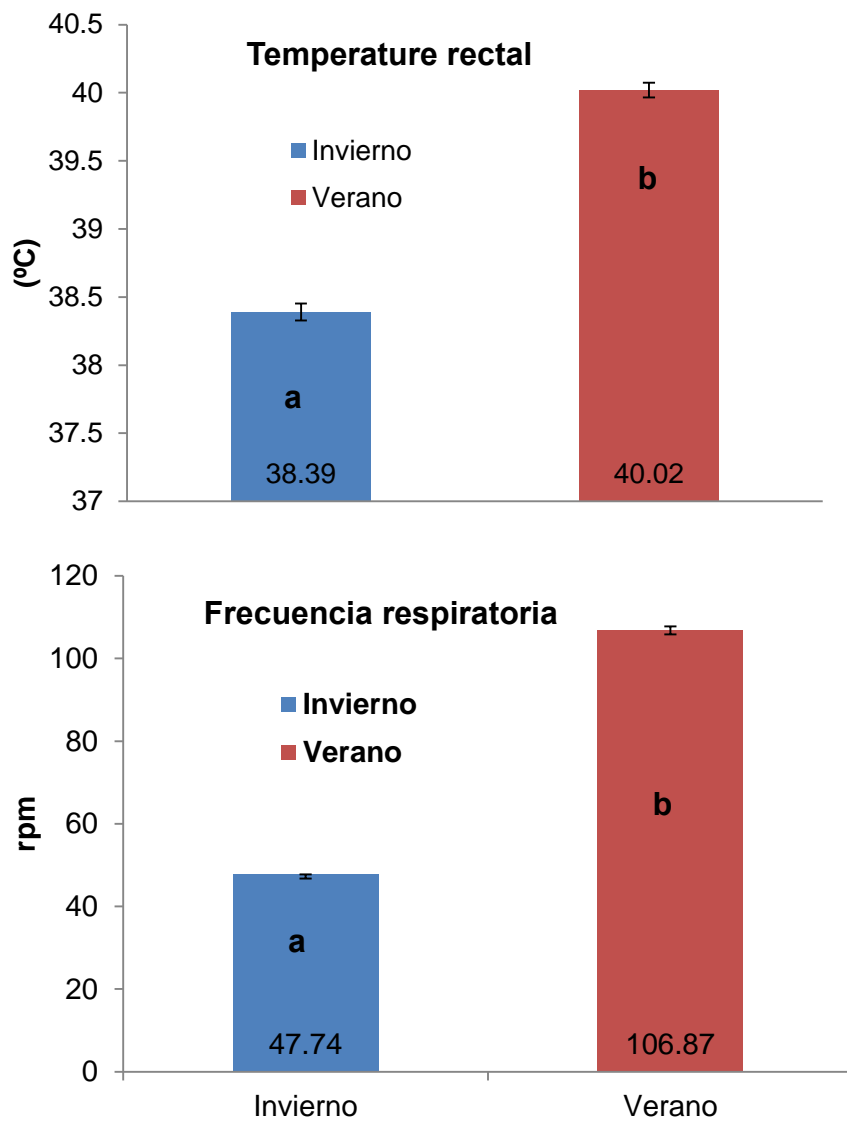 40.5
Temperature rectal
40
Invierno
39.5
Verano
b
39
(ºC)
38.5
38
a
37.5
38.39
40.02
37
120
Frecuencia respiratoria
100
Invierno
80
Verano
rpm
60
b
40
a
20
47.74
106.87
0
Invierno
Verano